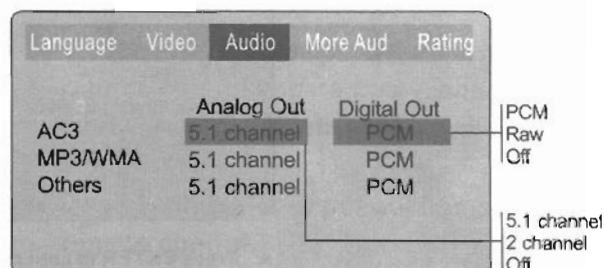 Language Video Audio More Aud Rating
Analog Out Digital Out
AC3 5.1 channel PCM
MP3/WMA 5.1 channel PCM
Others 5.1 channel PCM
PCM
Raw
Off
5.1 channel
2 channel
Off